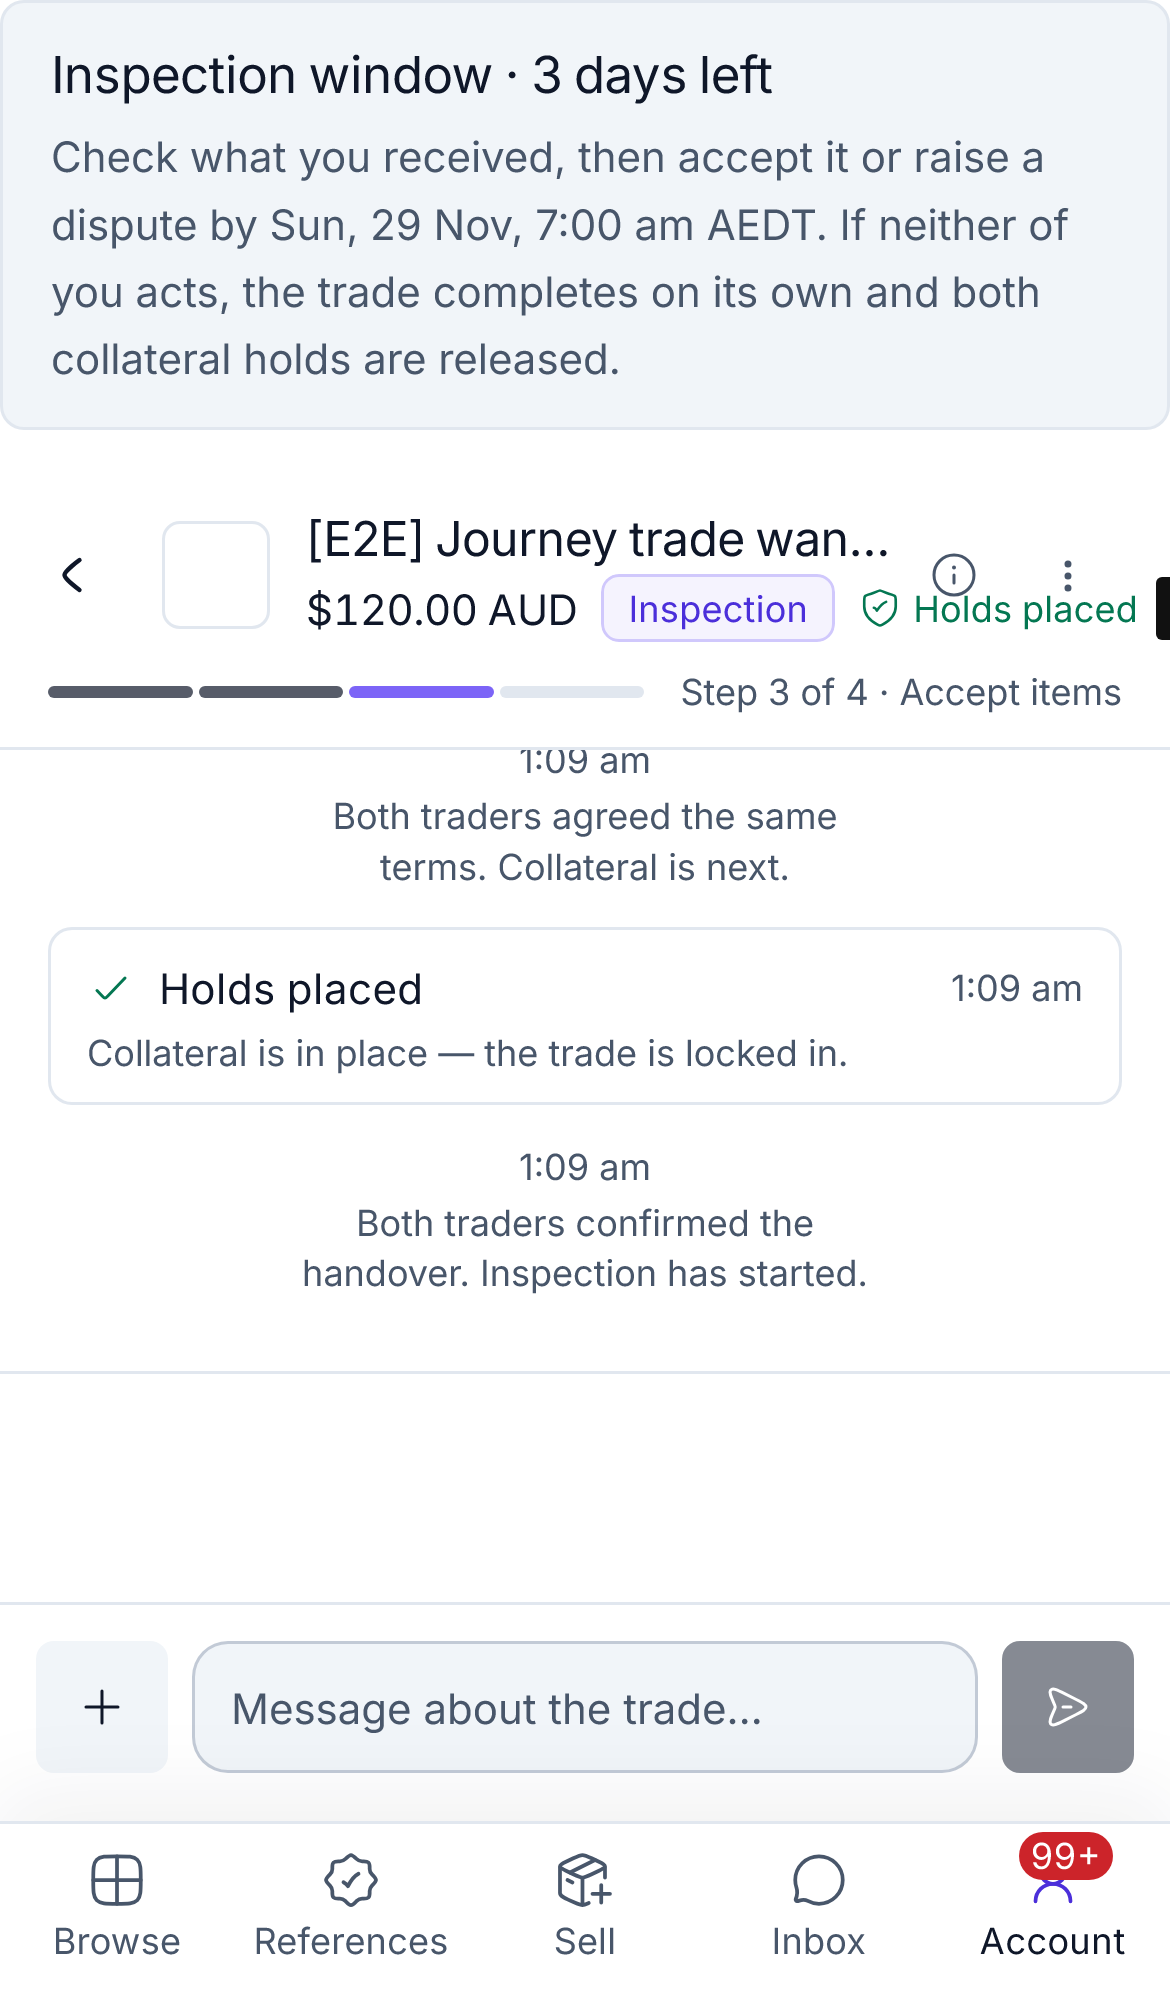 Inspection window · 3 days left
Check what you received, then accept it or raise a
dispute by Sun, 29 Nov, 7:00 am AEDT. If neither of
you acts, the trade completes on its own and both
collateral holds are released.
[E2E] Journey trade wan...
$120.00 AUD Inspection Holds placed
Step 3 of 4 · Accept items
1:09 am
Both traders agreed the same
terms. Collateral is next.
Holds placed 1:09 am
Collateral is in place — the trade is locked in.
1:09 am
Both traders confirmed the
handover. Inspection has started.
Message about the trade...
99+
Browse References Sell Inbox Account